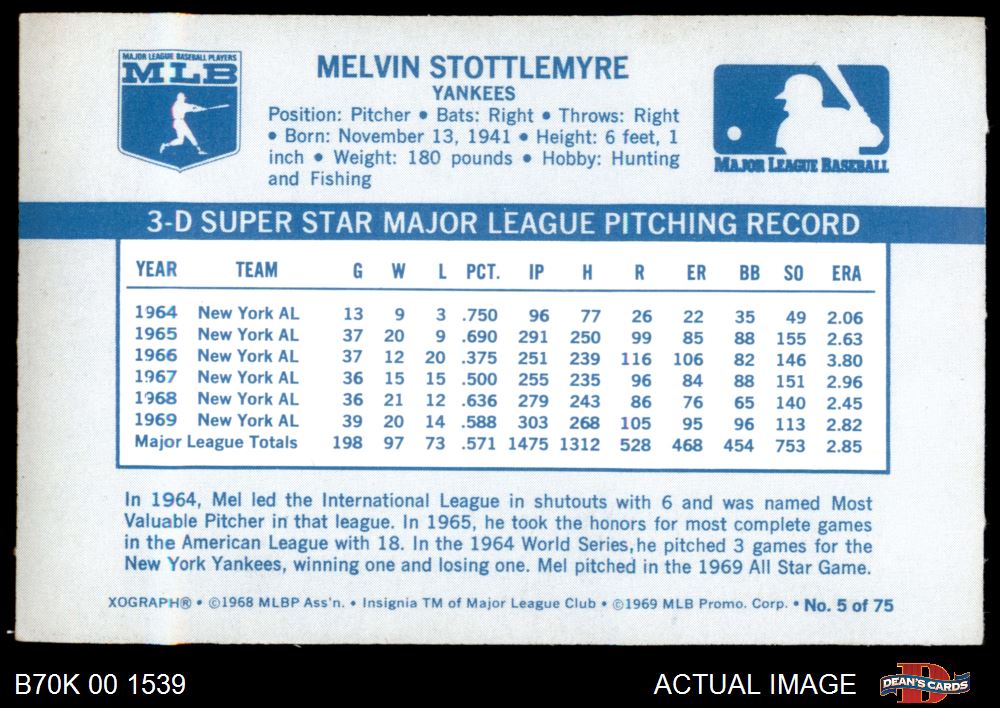 MAJOR LEAGUE BASEBALL PLAYERS
MLB
MELVIN STOTTLEMYRE
YANKEES
Position: Pitcher • Bats: Right • Throws: Right
• Born: November 13, 1941 • Height: 6 feet, 1
inch • Weight: 180 pounds • Hobby: Hunting
and Fishing
MAJOR LEAGUE BASEBALL
3-D SUPER STAR MAJOR LEAGUE PITCHING RECORD
YEAR TEAM G W L PCT. IP H R ER BB SO ERA
1964 New York AL 13 9 3 .750 96 77 26 22 35 49 2.06
1965 New York AL 37 20 9 .690 291 250 99 85 88 155 2.63
1966 New York AL 37 12 20 .375 251 239 116 106 82 146 3.80
1967 New York AL 36 15 15 .500 255 235 96 84 88 151 2.96
1968 New York AL 36 21 12 .636 279 243 86 76 65 140 2.45
1969 New York AL 39 20 14 .588 303 268 105 95 96 113 2.82
Major League Totals 198 97 73 .571 1475 1312 528 468 454 753 2.85
In 1964, Mel led the International League in shutouts with 6 and was named Most
Valuable Pitcher in that league. In 1965, he took the honors for most complete games
in the American League with 18. In the 1964 World Series, he pitched 3 games for the
New York Yankees, winning one and losing one. Mel pitched in the 1969 All Star Game.
XOGRAPH® • ©1968 MLBP Ass'n. • Insignia TM of Major League Club • ©1969 MLB Promo. Corp. • No. 5 of 75
B70K 00 1539
ACTUAL IMAGE
D
DEAN'S CARDS